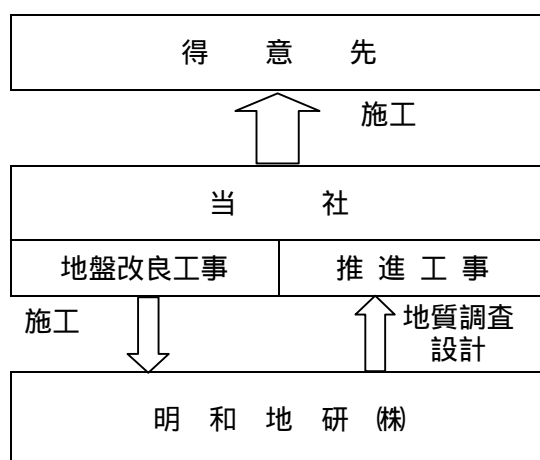 得 意 先
施工
当 社
地盤改良工事 推進工事
施工 地質調査
設計
明 和 地 研 ㈱